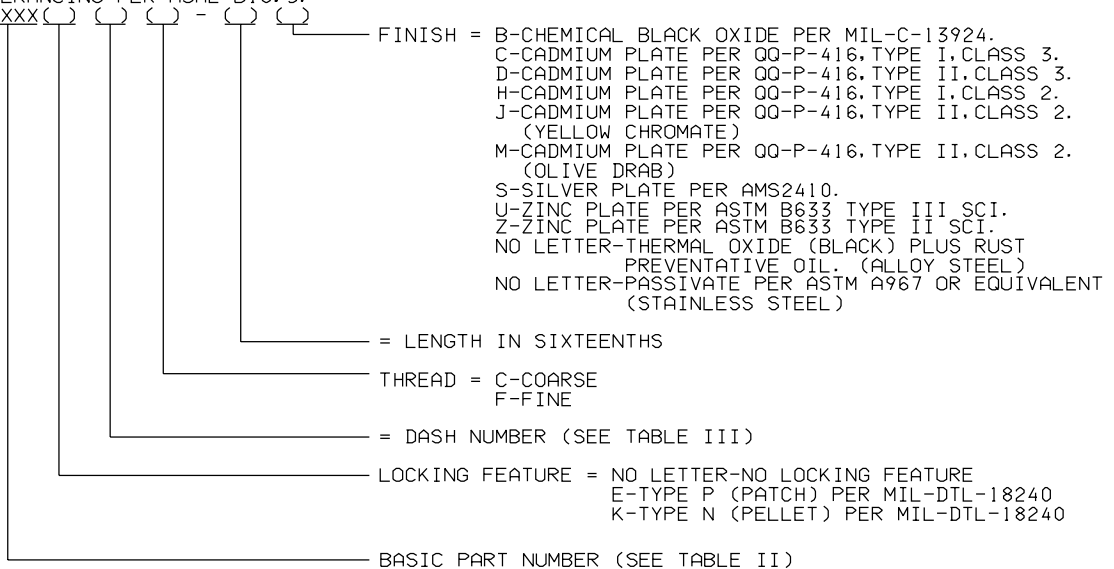 XXX( ) ( ) ( ) - ( ) ( )
FINISH = B-CHEMICAL BLACK OXIDE PER MIL-C-13924.
C-CADMIUM PLATE PER QQ-P-416,TYPE I,CLASS 3.
D-CADMIUM PLATE PER QQ-P-416,TYPE II,CLASS 3.
H-CADMIUM PLATE PER QQ-P-416,TYPE I,CLASS 2.
J-CADMIUM PLATE PER QQ-P-416,TYPE II,CLASS 2.
(YELLOW CHROMATE)
M-CADMIUM PLATE PER QQ-P-416,TYPE II,CLASS 2.
(OLIVE DRAB)
S-SILVER PLATE PER AMS2410.
U-ZINC PLATE PER ASTM B633 TYPE III SCI.
Z-ZINC PLATE PER ASTM B633 TYPE II SCI.
NO LETTER-THERMAL OXIDE (BLACK) PLUS RUST
PREVENTATIVE OIL. (ALLOY STEEL)
NO LETTER-PASSIVATE PER ASTM A967 OR EQUIVALENT
(STAINLESS STEEL)
= LENGTH IN SIXTEENTHS
THREAD = C-COARSE
F-FINE
= DASH NUMBER (SEE TABLE III)
LOCKING FEATURE = NO LETTER-NO LOCKING FEATURE
E-TYPE P (PATCH) PER MIL-DTL-18240
K-TYPE N (PELLET) PER MIL-DTL-18240
BASIC PART NUMBER (SEE TABLE II)